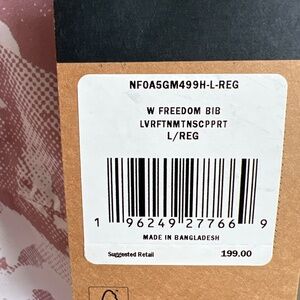 NF0A5GM499H-L-REG
W FREEDOM BIB
LVRFTNMTNSCPPRT
L/REG
1 96249 27766 9
MADE IN BANGLADESH
Suggested Retail 199.00